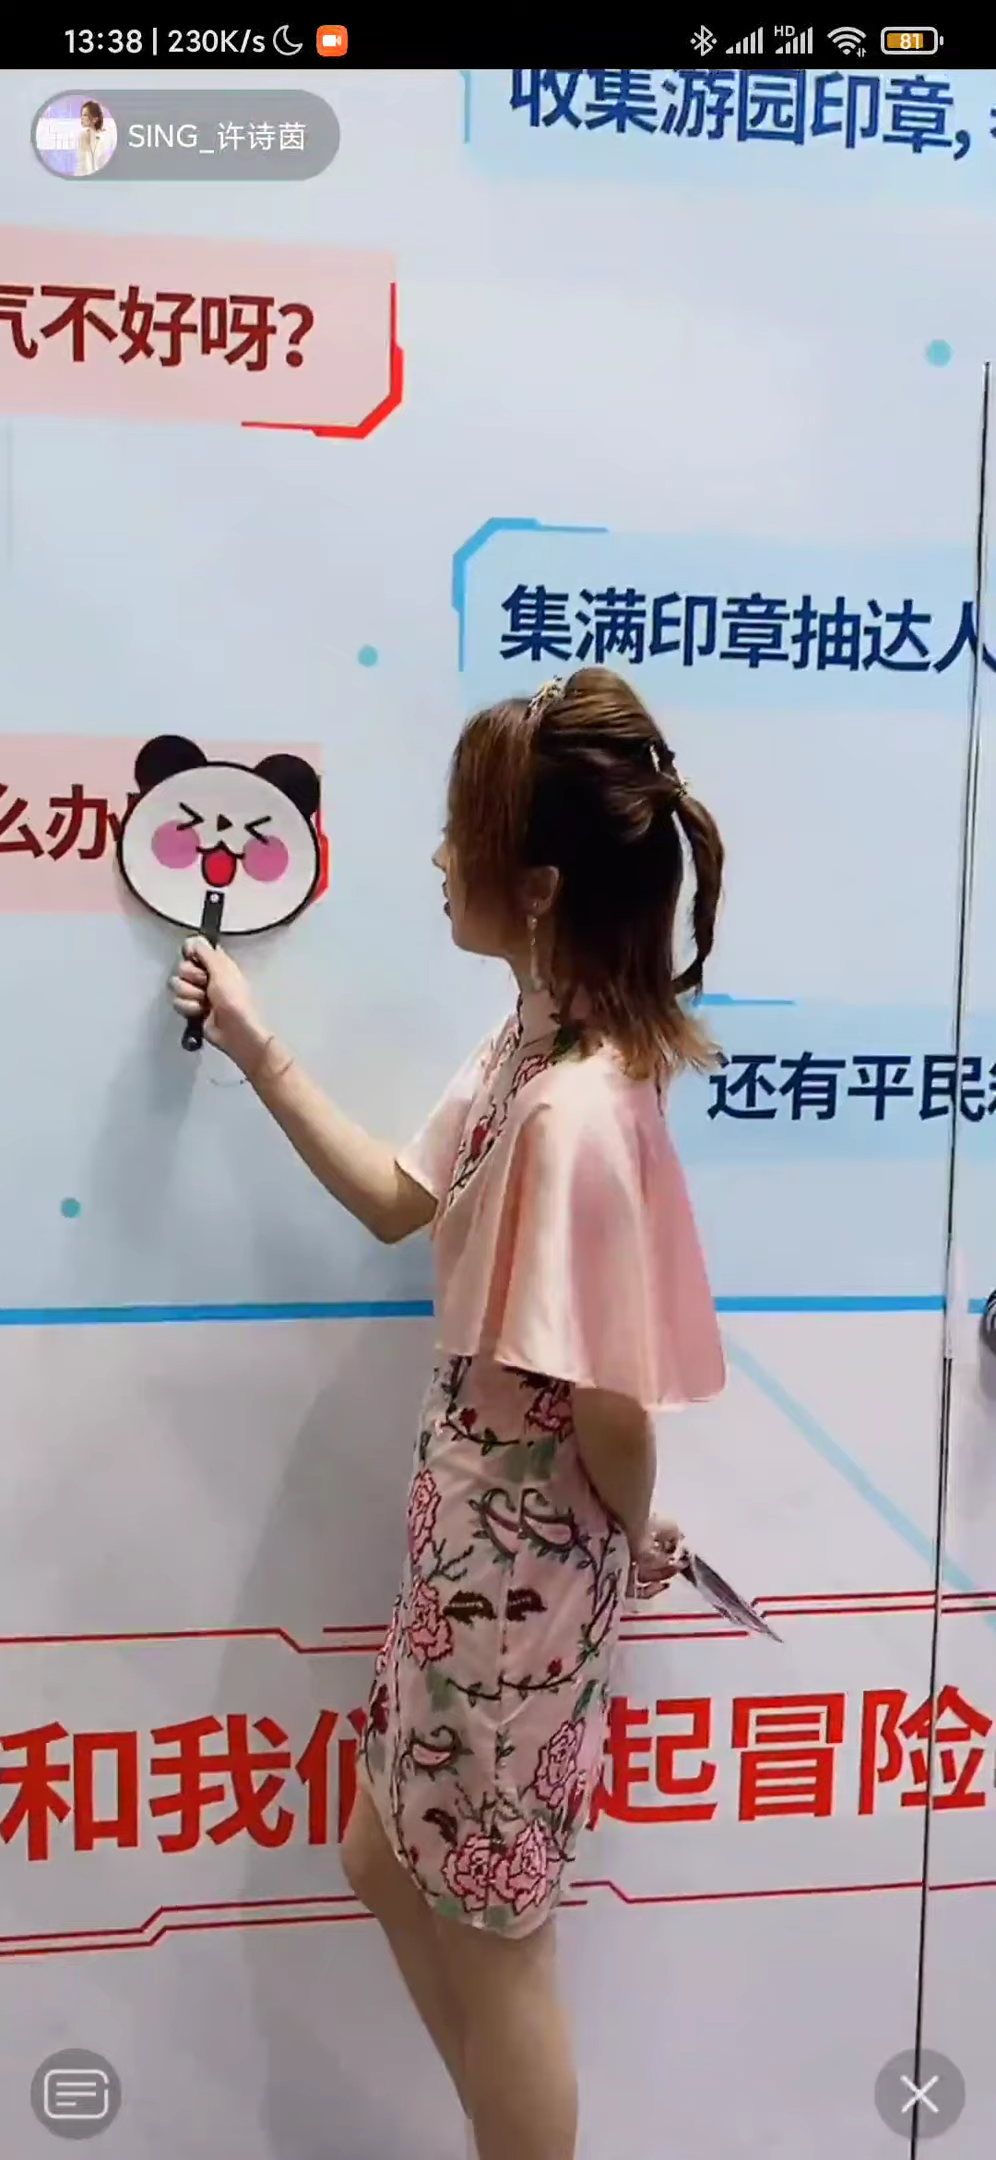 13:38 | 230K/s
HD
81
SING_许诗茵
收集游园印章,
气不好呀?
集满印章抽达人
么办
还有平民
和我们
起冒险